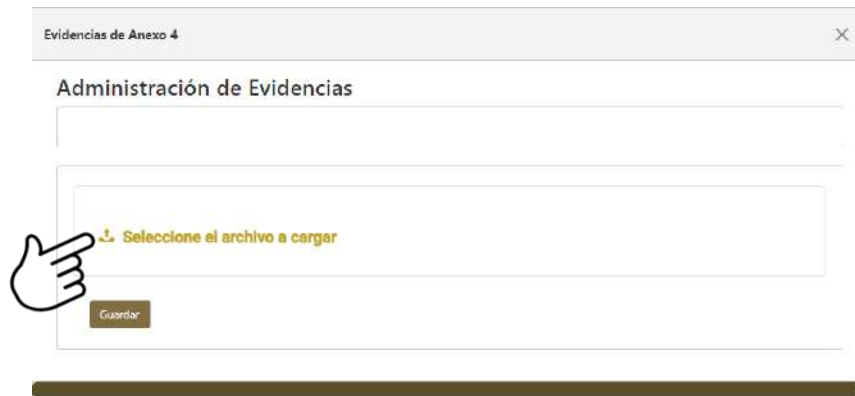 Evidencias de Anexo 4
Administración de Evidencias
Seleccione el archivo a cargar
Guardar